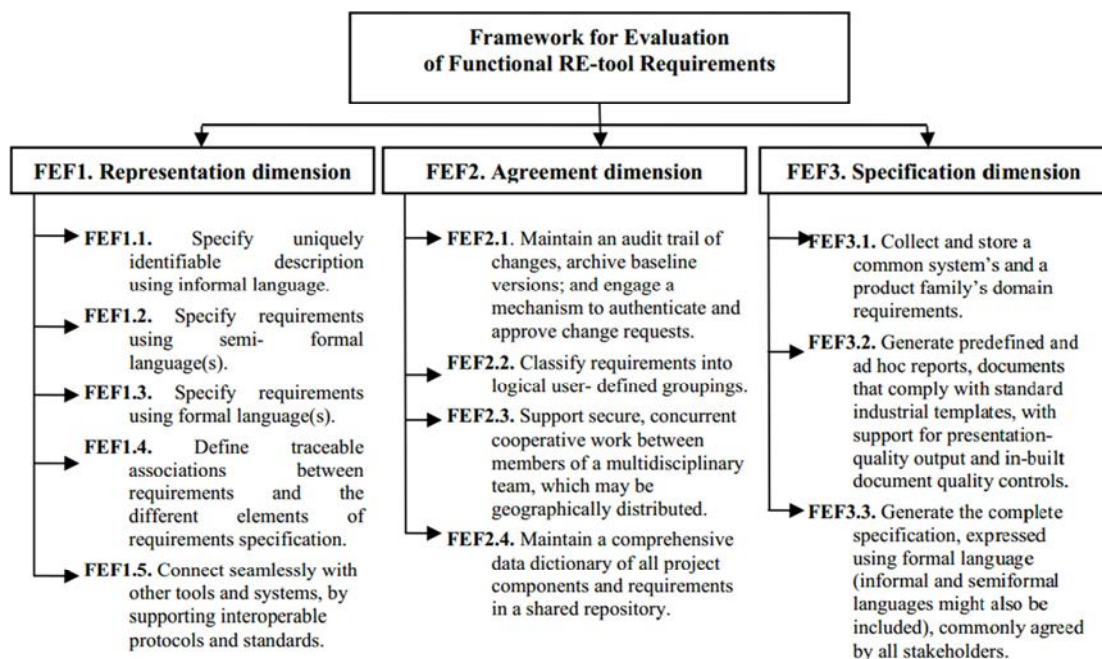 Framework for Evaluation
of Functional RE-tool Requirements
FEF1. Representation dimension
FEF1.1. Specify uniquely
identifiable description
using informal language.
FEF1.2. Specify requirements
using semi- formal
language(s).
FEF1.3. Specify requirements
using formal language(s).
FEF1.4. Define traceable
associations between
requirements and the
different elements of
requirements specification.
FEF1.5. Connect seamlessly with
other tools and systems, by
supporting interoperable
protocols and standards.
FEF2. Agreement dimension
FEF2.1. Maintain an audit trail of
changes, archive baseline
versions; and engage a
mechanism to authenticate and
approve change requests.
FEF2.2. Classify requirements into
logical user- defined groupings.
FEF2.3. Support secure, concurrent
cooperative work between
members of a multidisciplinary
team, which may be
geographically distributed.
FEF2.4. Maintain a comprehensive
data dictionary of all project
components and requirements
in a shared repository.
FEF3. Specification dimension
FEF3.1. Collect and store a
common system's and a
product family's domain
requirements.
FEF3.2. Generate predefined and
ad hoc reports, documents
that comply with standard
industrial templates, with
support for presentation-
quality output and in-built
document quality controls.
FEF3.3. Generate the complete
specification, expressed
using formal language
(informal and semiformal
languages might also be
included), commonly agreed
by all stakeholders.